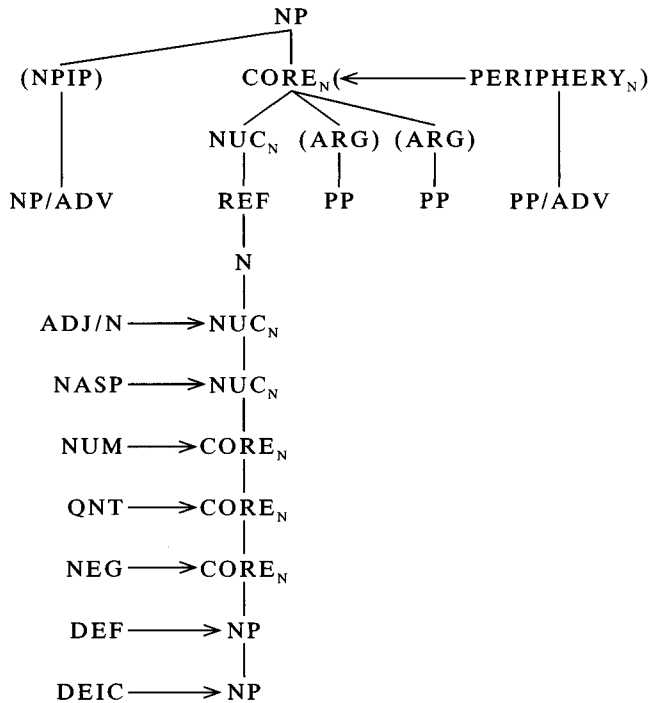 NP
(NPIP) CORE_N( PERIPHERY_N)
NUC_N (ARG) (ARG)
NP/ADV REF PP PP PP/ADV
N
ADJ/N NUC_N
NASP NUC_N
NUM CORE_N
QNT CORE_N
NEG CORE_N
DEF NP
DEIC NP